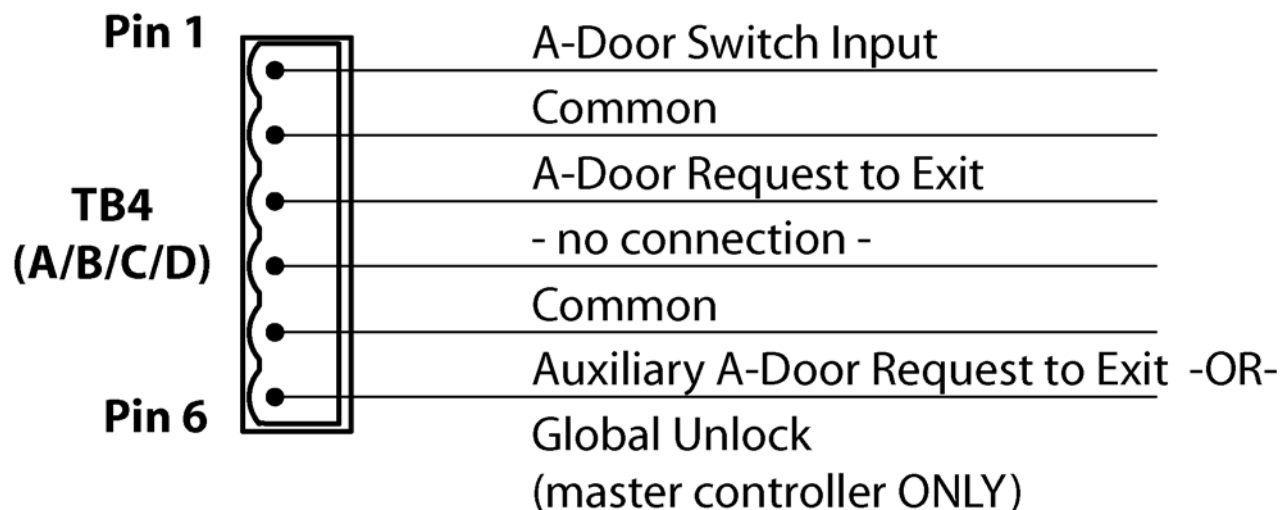 Pin 1
A-Door Switch Input
Common
A-Door Request to Exit
TB4
(A/B/C/D)
- no connection -
Common
Auxiliary A-Door Request to Exit -OR-
Pin 6
Global Unlock
(master controller ONLY)